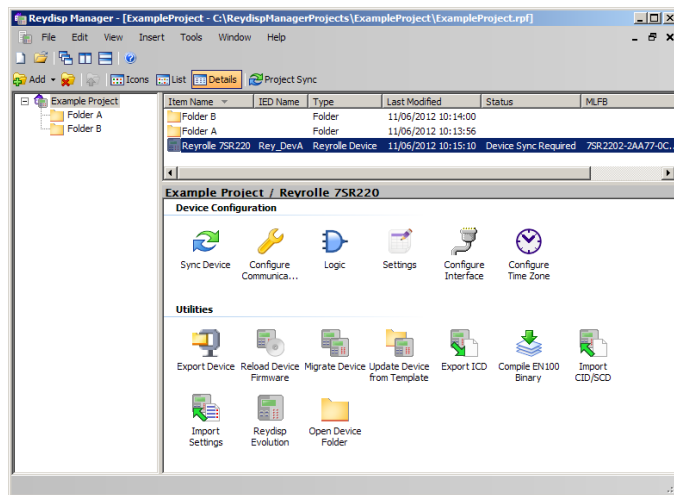 Reydisp Manager - [ExampleProject - C:\ReydispManagerProjects\ExampleProject\ExampleProject.rpf]
File Edit View Insert Tools Window Help
Add Icons List Details Project Sync
Example Project
Folder A
Folder B
Item Name IED Name Type Last Modified Status MLFB
Folder B Folder 11/06/2012 10:14:00
Folder A Folder 11/06/2012 10:13:56
Reyrolle 7SR220 Rey_DevA Reyrolle Device 11/06/2012 10:15:10 Device Sync Required 7SR2202-2AA77-0C...
Example Project / Reyrolle 7SR220
Device Configuration
Sync Device
Configure
Communica...
Logic
Settings
Configure
Interface
Configure
Time Zone
Utilities
Export Device
Reload Device
Firmware
Migrate Device
Update Device
from Template
Export ICD
Compile EN100
Binary
Import
CID/SCD
Import
Settings
Reydisp
Evolution
Open Device
Folder